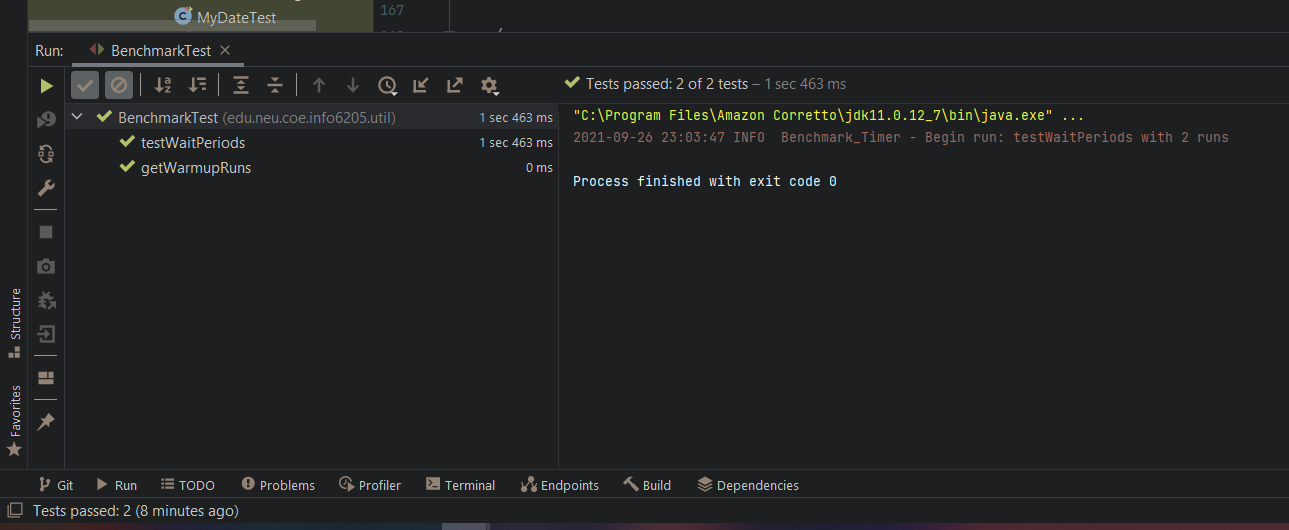 MyDateTest
167
Run:
BenchmarkTest
Tests passed: 2 of 2 tests – 1 sec 463 ms
BenchmarkTest (edu.neu.coe.info6205.util) 1 sec 463 ms
testWaitPeriods 1 sec 463 ms
getWarmupRuns 0 ms
"C:\Program Files\Amazon Corretto\jdk11.0.12_7\bin\java.exe" ...
2021-09-26 23:03:47 INFO  Benchmark_Timer - Begin run: testWaitPeriods with 2 runs
Process finished with exit code 0
Structure
Favorites
Git Run TODO Problems Profiler Terminal Endpoints Build Dependencies
Tests passed: 2 (8 minutes ago)